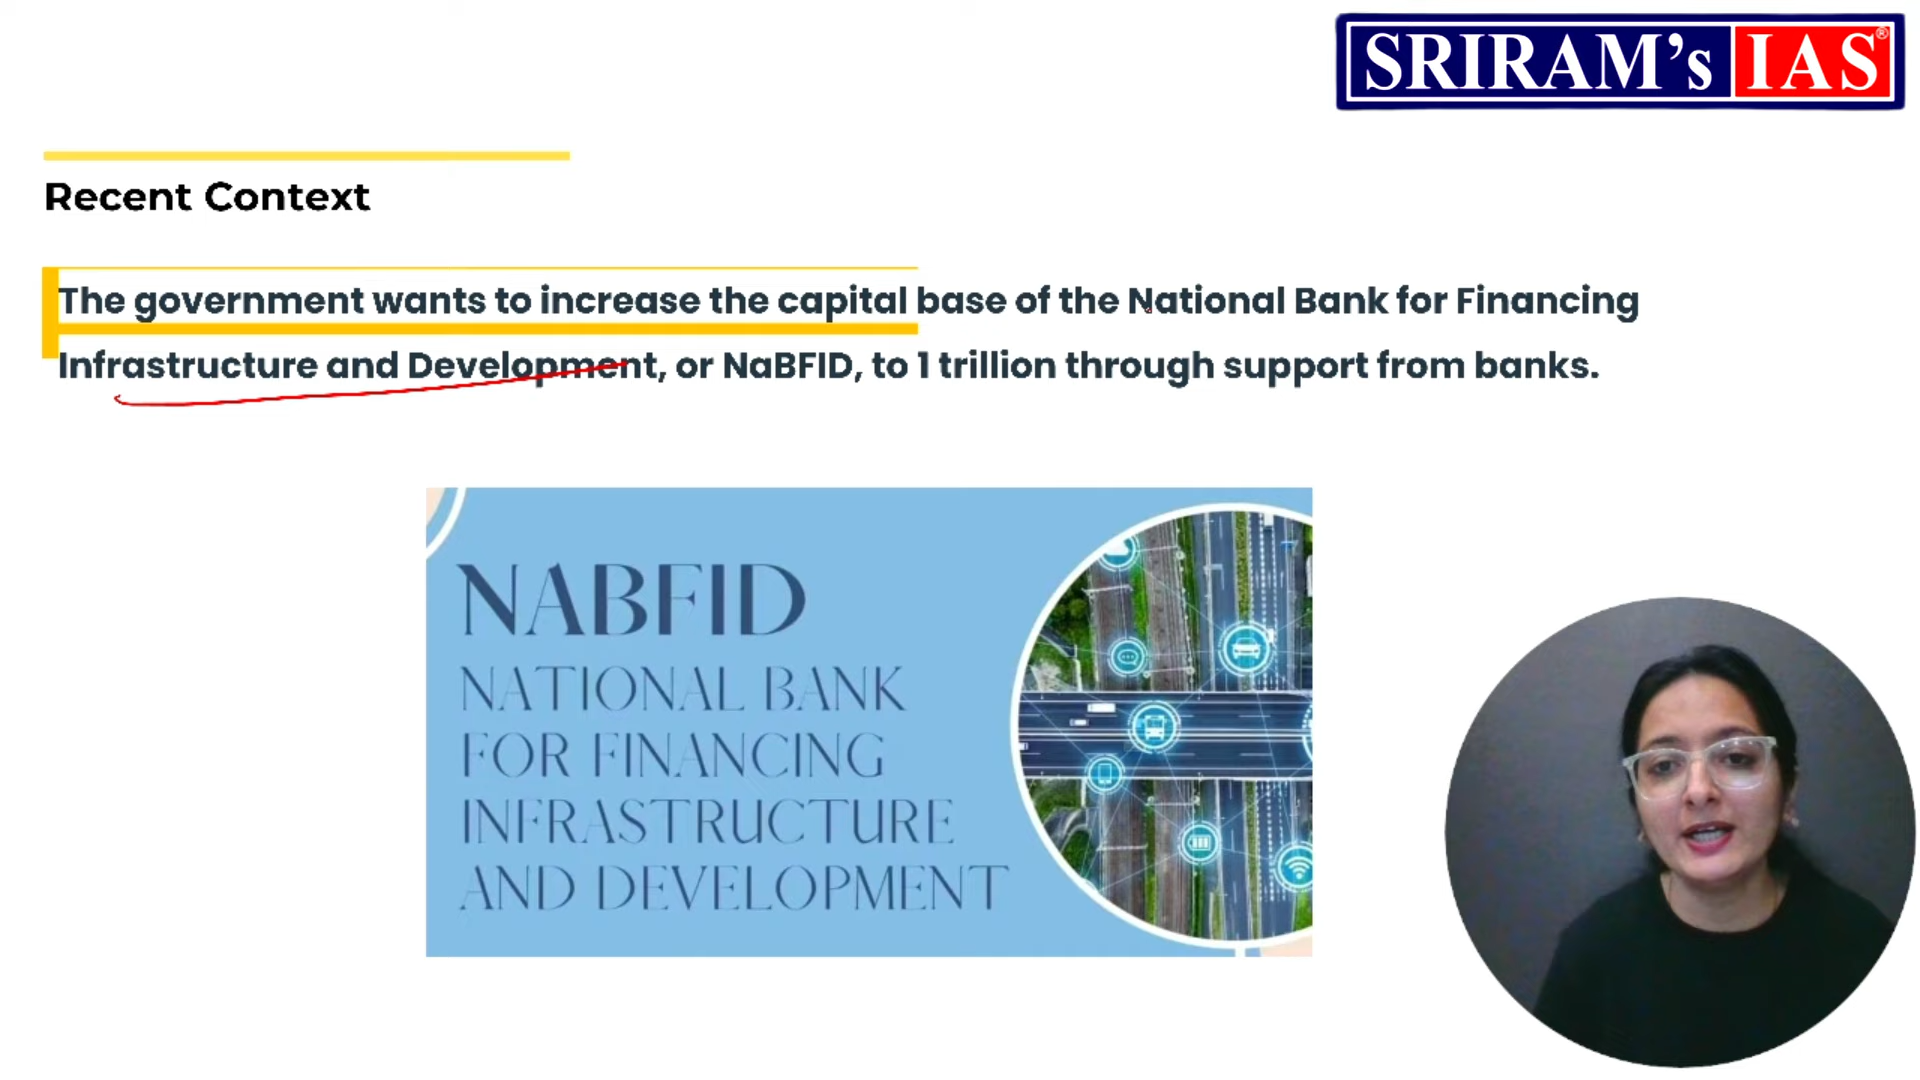 SRIRAM's IAS®
Recent Context
The government wants to increase the capital base of the National Bank for Financing
Infrastructure and Development, or NaBFID, to 1 trillion through support from banks.
NABFID
NATIONAL BANK
FOR FINANCING
INFRASTRUCTURE
AND DEVELOPMENT